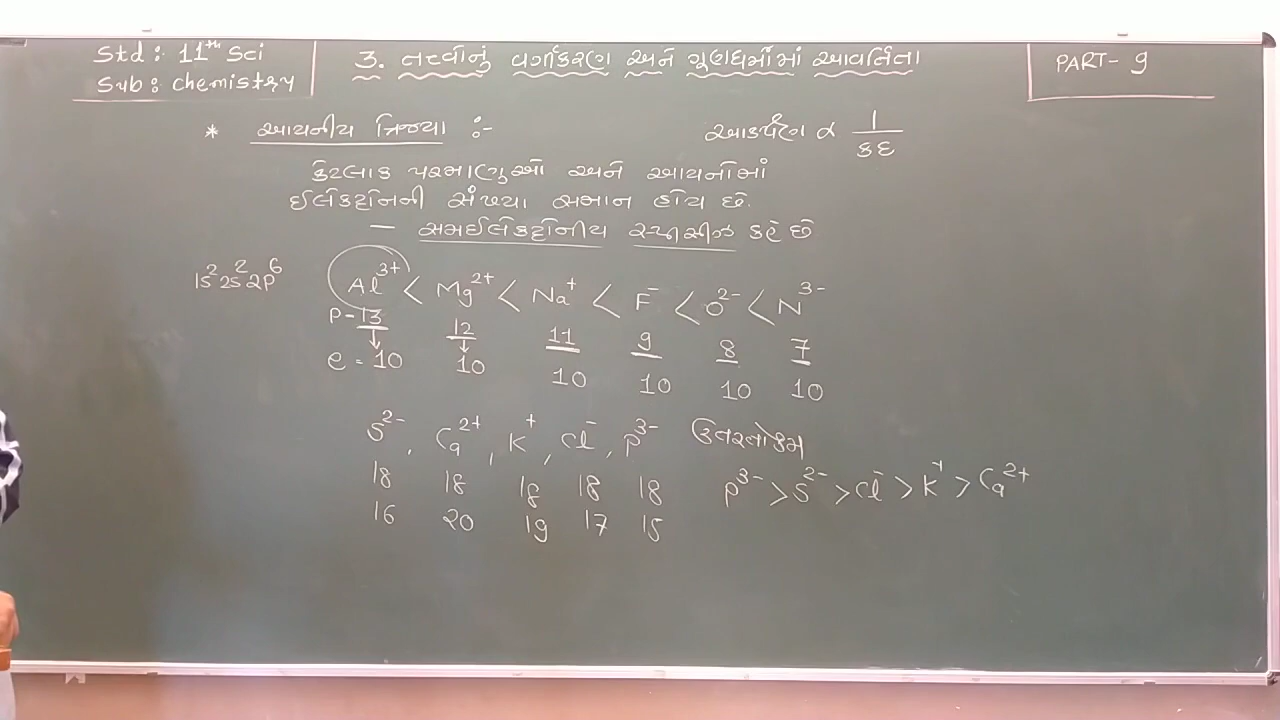 Std : 11th Sci
Sub : chemistry
3. તત્ત્વોનું વર્ગીકરણ અને ગુણધર્મોમાં આવર્તિતા
PART- 9
* આયનીય ત્રિજ્યા :-
આકર્ષણ ∝ 1/કદ
કેટલાક પરમાણુઓ અને આયનોમાં
ઈલેક્ટ્રોનની સંખ્યા સમાન હોય છે.
— સમઈલેક્ટ્રોનીય સ્પીસીઝ કહે છે
1s² 2s² 2p⁶
Al³⁺ < Mg²⁺ < Na⁺ < F⁻ < O²⁻ < N³⁻
P - 13 12 11 9 8 7
e - 10 10 10 10 10 10
S²⁻, Ca²⁺, K⁺, Cl⁻, P³⁻ ઉતરતોક્રમ
18 18 18 18 18
P³⁻ > S²⁻ > Cl⁻ > K⁺ > Ca²⁺
16 20 19 17 15